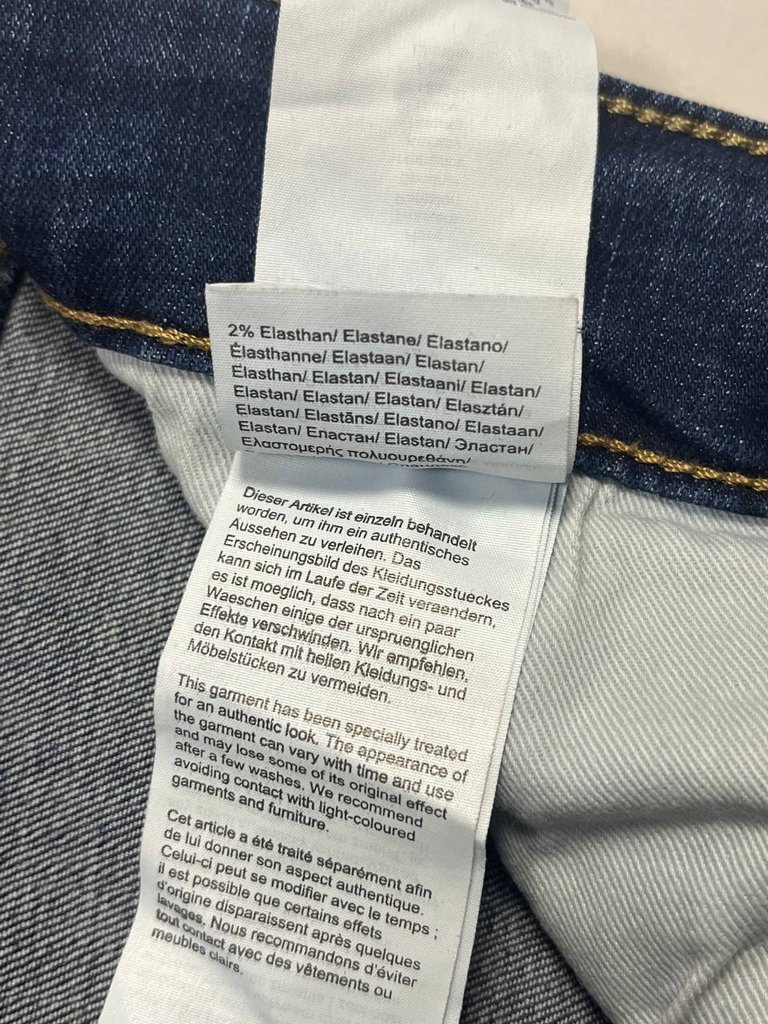 2% Elasthan/ Elastane/ Elastano/
Élasthanne/ Elastaan/ Elastan/
Elasthan/ Elastan/ Elastaani/ Elastan/
Elastan/ Elastan/ Elastan/ Elasztán/
Elastan/ Elastāns/ Elastano/ Elastaan/
Elastan/ Еластан/ Elastan/ Эластан/
Ελαστομερής πολυουρεθάνη/
Dieser Artikel ist einzeln behandelt
worden, um ihm ein authentisches
Aussehen zu verleihen. Das
Erscheinungsbild des Kleidungsstueckes
kann sich im Laufe der Zeit veraendern,
es ist moeglich, dass nach ein paar
Waeschen einige der urspruenglichen
Effekte verschwinden. Wir empfehlen,
den Kontakt mit hellen Kleidungs- und
Möbelstücken zu vermeiden.
This garment has been specially treated
for an authentic look. The appearance of
the garment can vary with time and use
and may lose some of its original effect
after a few washes. We recommend
avoiding contact with light-coloured
garments and furniture.
Cet article a été traité séparément afin
de lui donner son aspect authentique.
Celui-ci peut se modifier avec le temps ;
il est possible que certains effets
d'origine disparaissent après quelques
lavages. Nous recommandons d'éviter
tout contact avec des vêtements ou
meubles clairs.